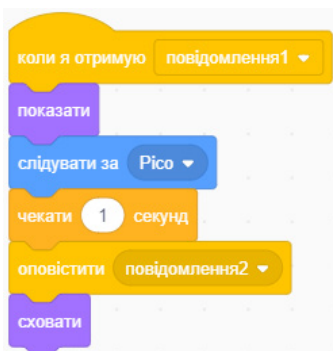 коли я отримую повідомлення1
показати
слідувати за Pico
чекати 1 секунд
оповістити повідомлення2
сховати